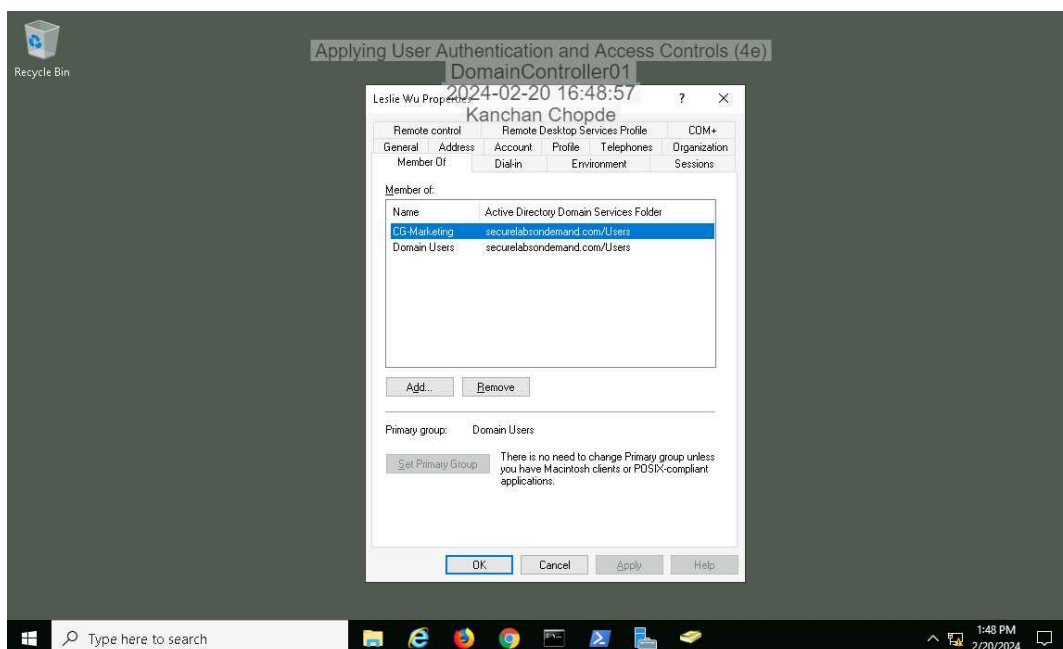 Recycle Bin
Applying User Authentication and Access Controls (4e)
DomainController01
2024-02-20 16:48:57
Kanchan Chopde
Leslie Wu
?
Remote control Remote Desktop Services Profile COM+
General Address Account Profile Telephones Organization
Member Of Dial-in Environment Sessions
Member of:
Name Active Directory Domain Services Folder
CG-Marketing securelabsondemand.com/Users
Domain Users securelabsondemand.com/Users
Add... Remove
Primary group: Domain Users
Set Primary Group
There is no need to change Primary group unless
you have Macintosh clients or POSIX-compliant
applications.
OK Cancel Apply Help
Type here to search
1:48 PM
2/20/2024